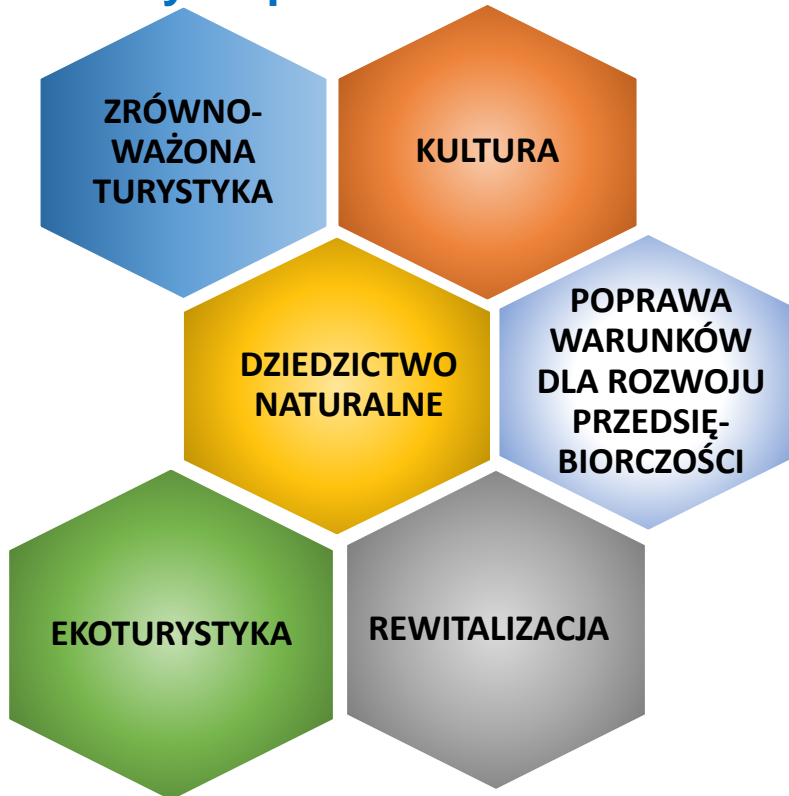 ZRÓWNO-
WAŻONA
TURYSTYKA
KULTURA
DZIEDZICTWO
NATURALNE
POPRAWA
WARUNKÓW
DLA ROZWOJU
PRZEDSIĘ-
BIORCZOŚCI
EKOTURYSTYKA
REWITALIZACJA